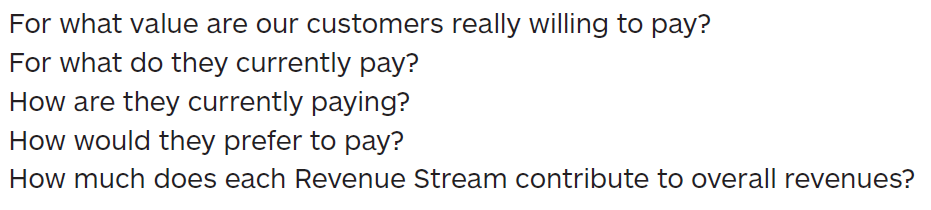 For what value are our customers really willing to pay?
For what do they currently pay?
How are they currently paying?
How would they prefer to pay?
How much does each Revenue Stream contribute to overall revenues?